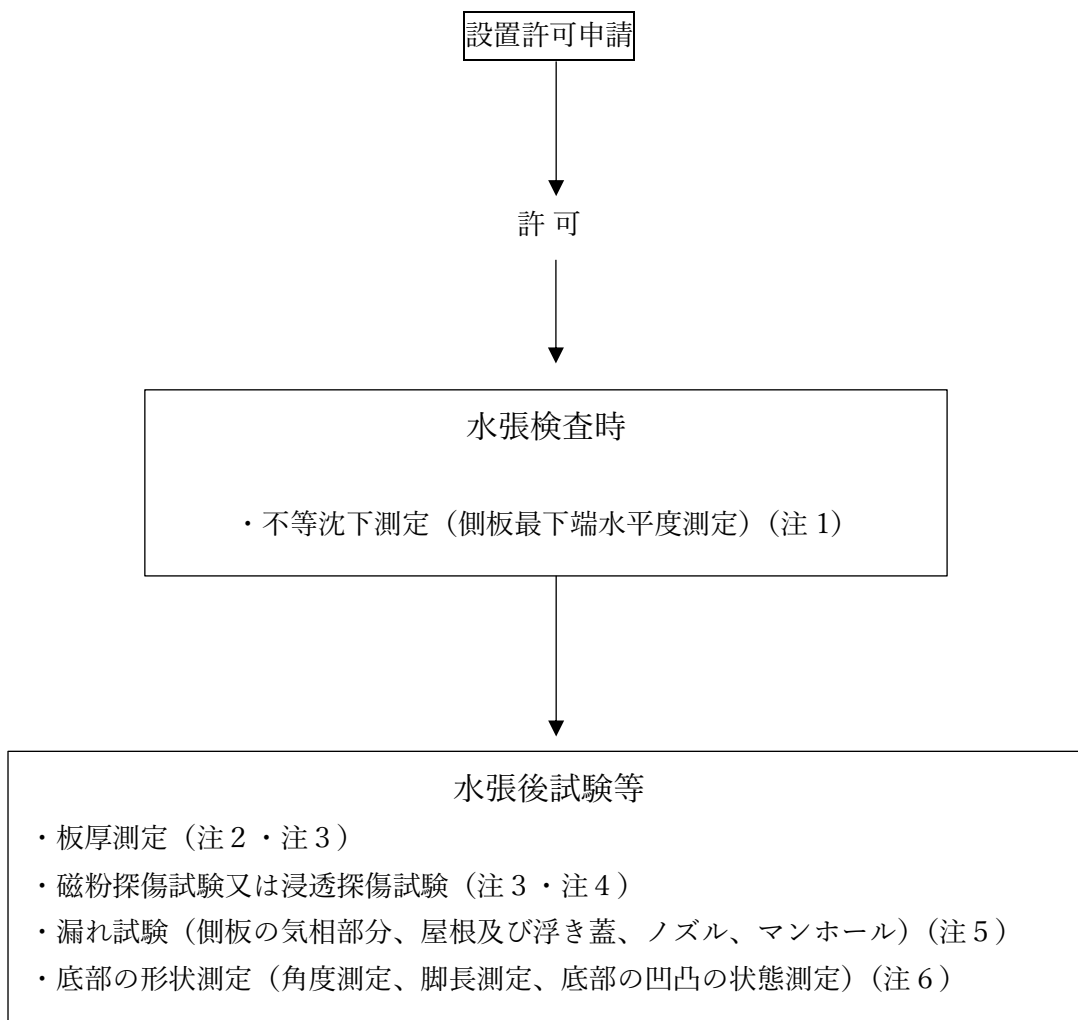 設置許可申請
許 可
水張検査時
・不等沈下測定（側板最下端水平度測定）（注 1）
水張後試験等
・板厚測定（注２・注３）
・磁粉探傷試験又は浸透探傷試験（注３・注４）
・漏れ試験（側板の気相部分、屋根及び浮き蓋、ノズル、マンホール）（注５）
・底部の形状測定（角度測定、脚長測定、底部の凹凸の状態測定）（注６）